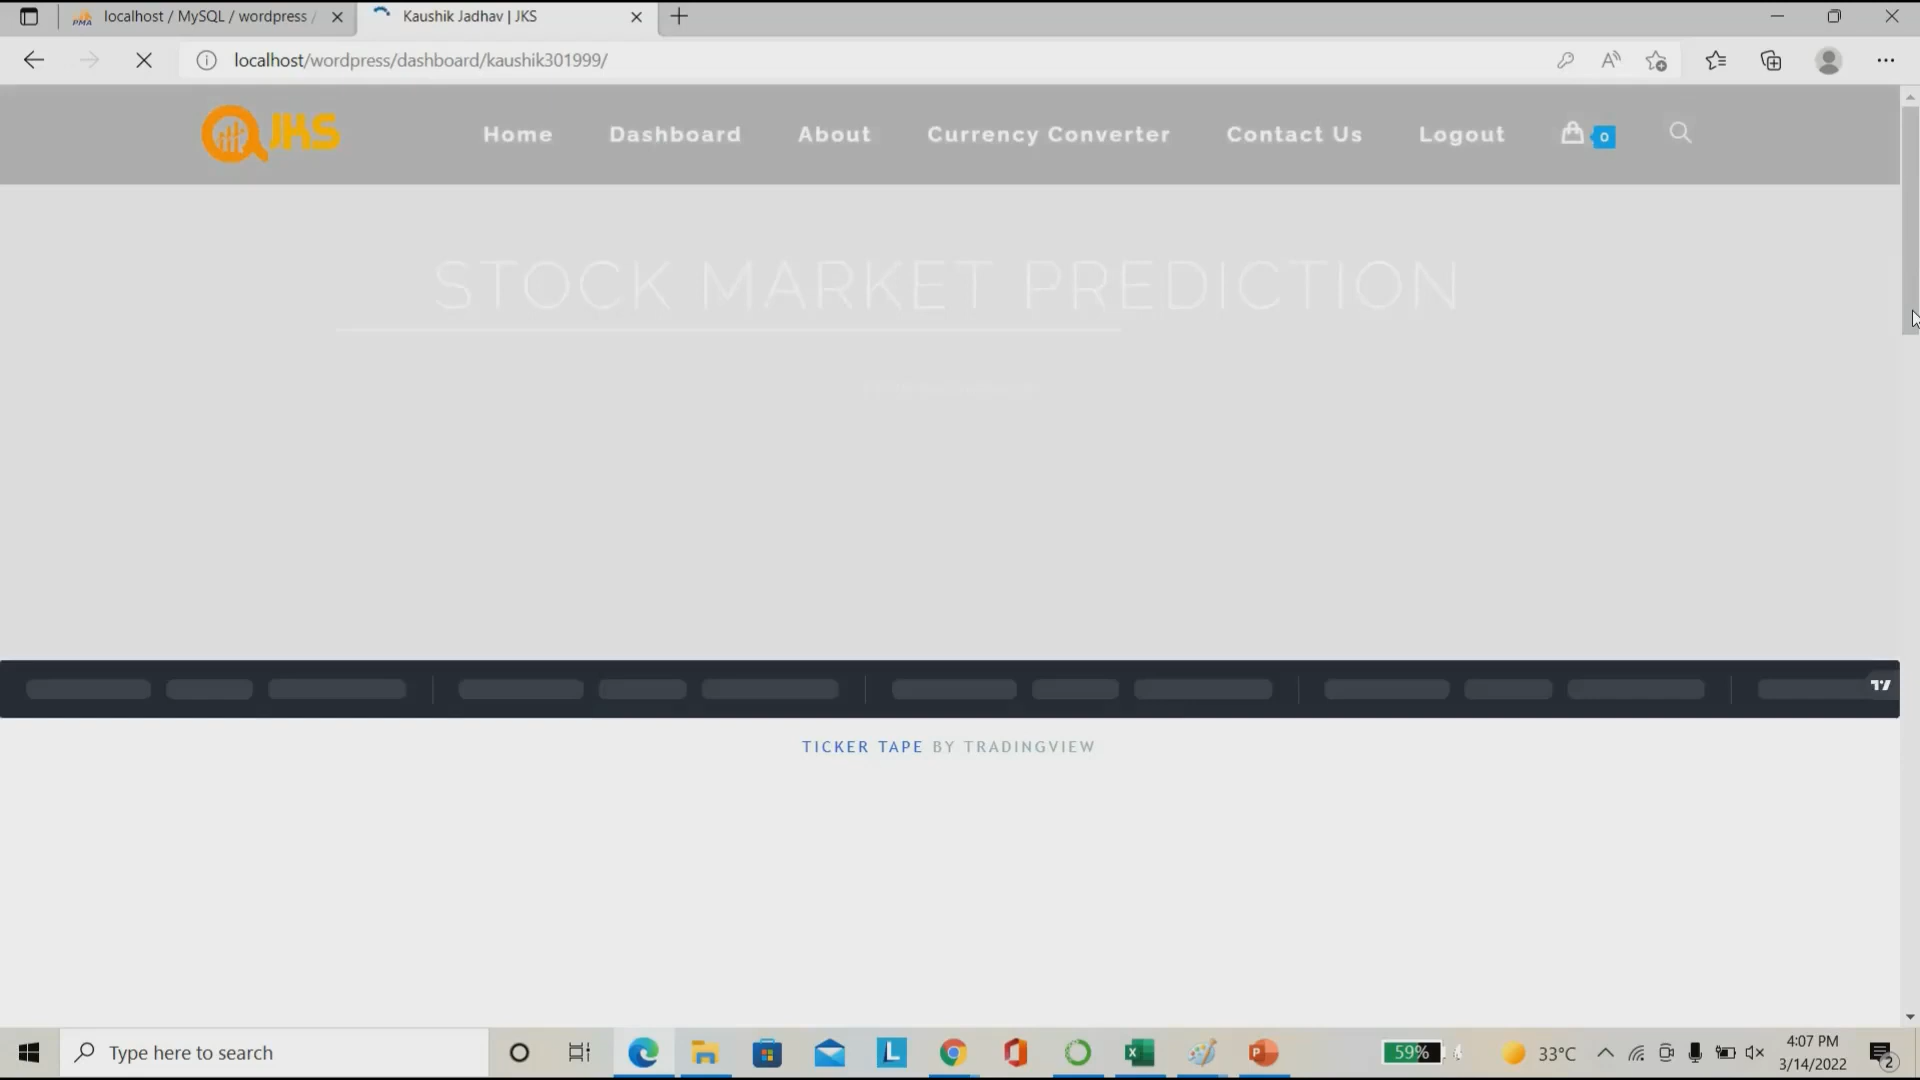 localhost / MySQL / wordpress /
Kaushik Jadhav | JKS
localhost/wordpress/dashboard/kaushik301999/
JKS
Home
Dashboard
About
Currency Converter
Contact Us
Logout
0
STOCK MARKET PREDICTION
TICKER TAPE BY TRADINGVIEW
Type here to search
59%
33°C
4:07 PM
3/14/2022
2